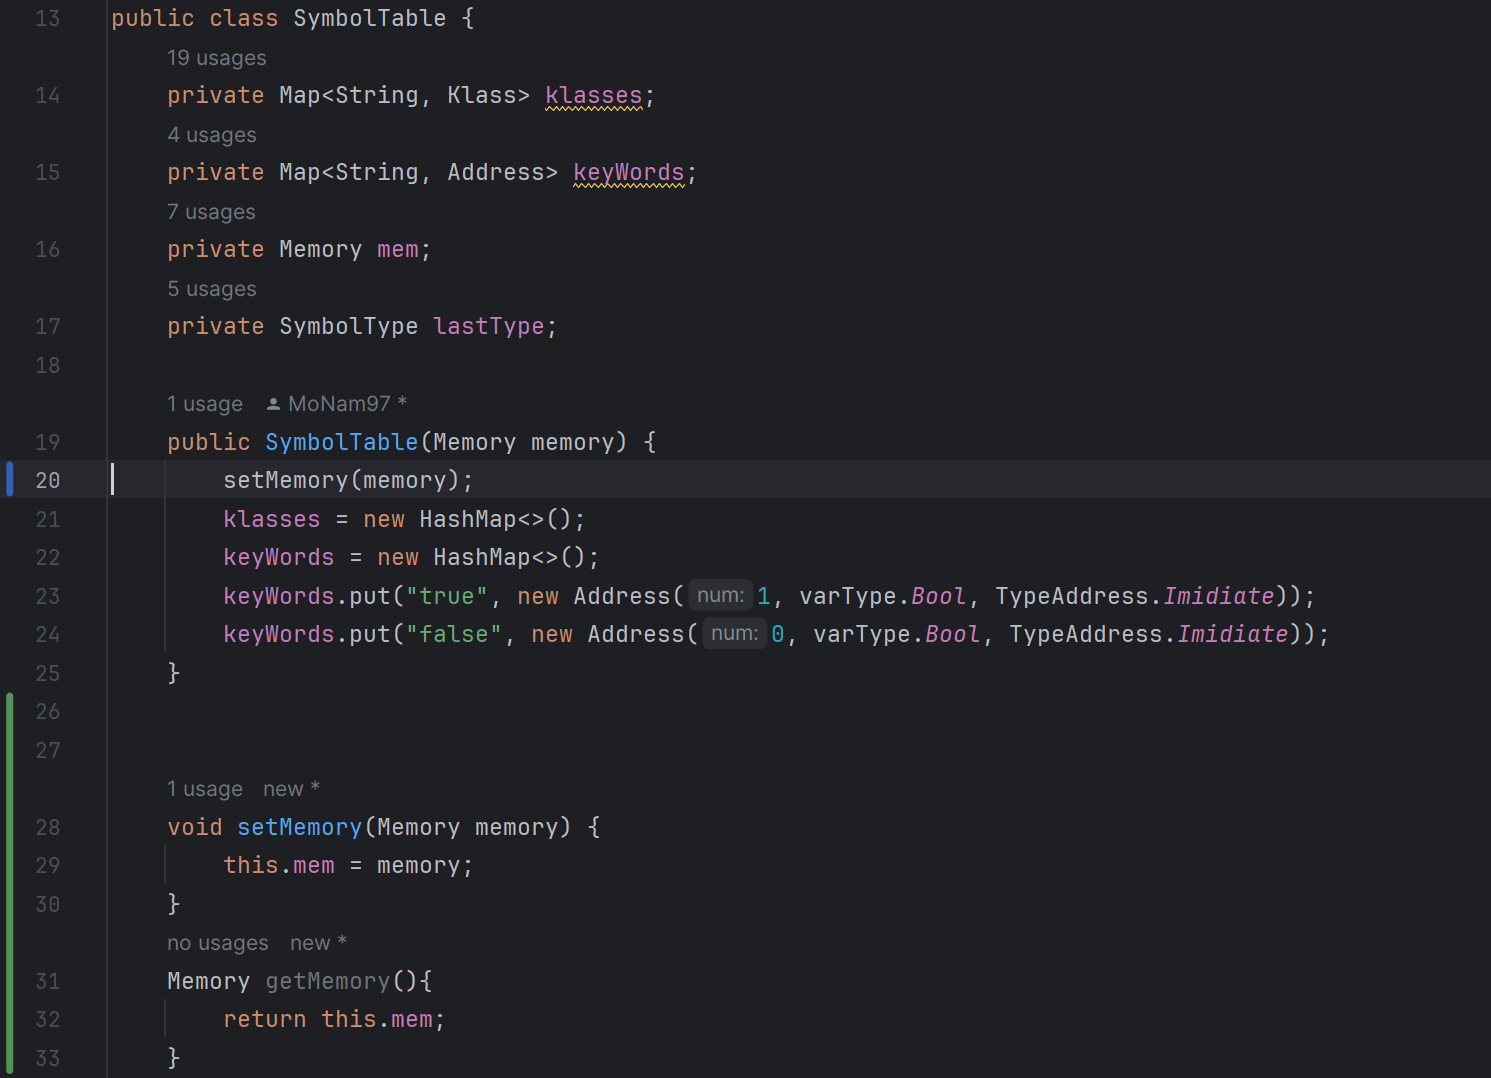 13 public class SymbolTable {
19 usages
14 private Map<String, Klass> klasses;
4 usages
15 private Map<String, Address> keyWords;
7 usages
16 private Memory mem;
5 usages
17 private SymbolType lastType;
18
1 usage MoNam97 *
19 public SymbolTable(Memory memory) {
20 setMemory(memory);
21 klasses = new HashMap<>();
22 keyWords = new HashMap<>();
23 keyWords.put("true", new Address( num: 1, varType.Bool, TypeAddress.Imidiate));
24 keyWords.put("false", new Address( num: 0, varType.Bool, TypeAddress.Imidiate));
25 }
26
27
1 usage new *
28 void setMemory(Memory memory) {
29 this.mem = memory;
30 }
no usages new *
31 Memory getMemory(){
32 return this.mem;
33 }